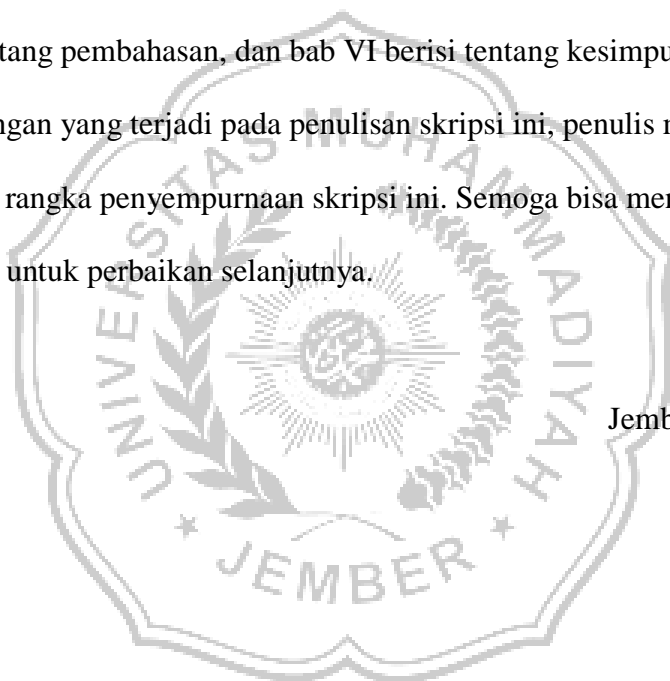 tang pembahasan, dan bab VI berisi tentang kesimpu
ngan yang terjadi pada penulisan skripsi ini, penulis
rangka penyempurnaan skripsi ini. Semoga bisa
untuk perbaikan selanjutnya.
Jemb
UNIVERSITAS MUHAMMADIYAH
* JEMBER *